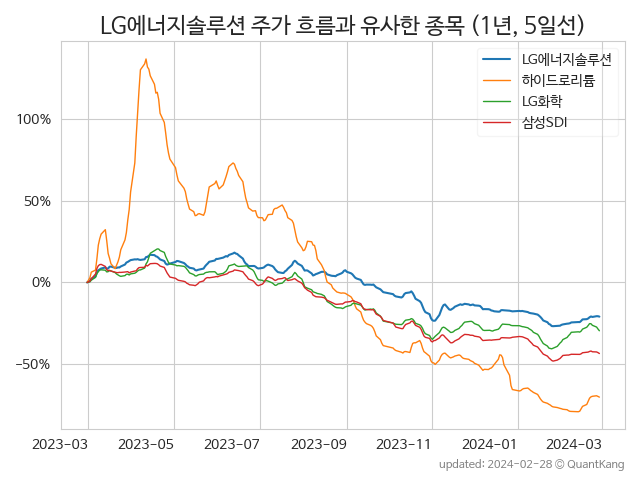 LG에너지솔루션 주가 흐름과 유사한 종목 (1년, 5일선)
LG에너지솔루션
하이드로리튬
LG화학
삼성SDI
100%
50%
0%
−50%
2023-03 2023-05 2023-07 2023-09 2023-11 2024-01 2024-03
updated: 2024-02-28 © QuantKang